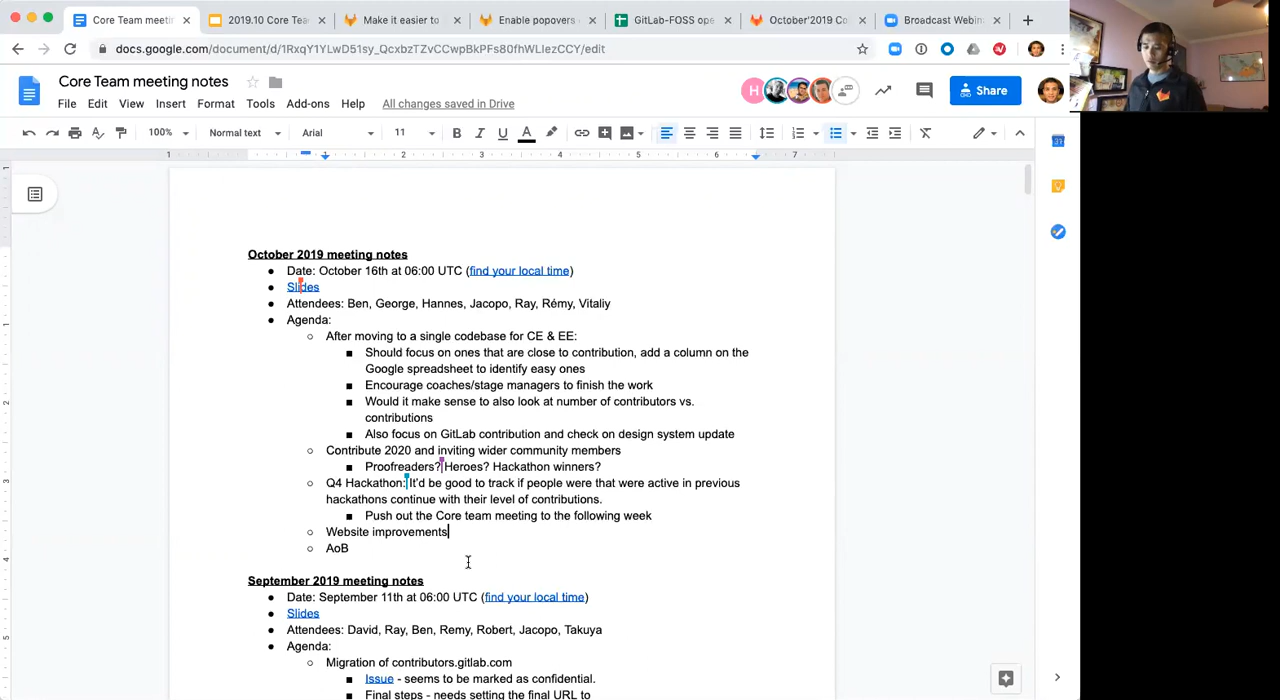 Core Team meeti
2019.10 Core Tea
Make it easier to
Enable popovers
GitLab-FOSS ope
October'2019 Co
Broadcast Webin
docs.google.com/document/d/1RxqY1YLwD51sy_QcxbzTZvCCwpBkPFs80fhWLIezCCY/edit
Core Team meeting notes
File Edit View Insert Format Tools Add-ons Help All changes saved in Drive
H
Share
100% Normal text Arial 11
1 1 2 3 4 5 6 7
October 2019 meeting notes
● Date: October 16th at 06:00 UTC (find your local time)
● Slides
● Attendees: Ben, George, Hannes, Jacopo, Ray, Rémy, Vitaliy
● Agenda:
○ After moving to a single codebase for CE & EE:
■ Should focus on ones that are close to contribution, add a column on the
Google spreadsheet to identify easy ones
■ Encourage coaches/stage managers to finish the work
■ Would it make sense to also look at number of contributors vs.
contributions
■ Also focus on GitLab contribution and check on design system update
○ Contribute 2020 and inviting wider community members
■ Proofreaders? Heroes? Hackathon winners?
○ Q4 Hackathon: It'd be good to track if people were that were active in previous
hackathons continue with their level of contributions.
■ Push out the Core team meeting to the following week
○ Website improvements
○ AoB
September 2019 meeting notes
● Date: September 11th at 06:00 UTC (find your local time)
● Slides
● Attendees: David, Ray, Ben, Remy, Robert, Jacopo, Takuya
● Agenda:
○ Migration of contributors.gitlab.com
■ Issue - seems to be marked as confidential.
■ Final steps - needs setting the final URL to